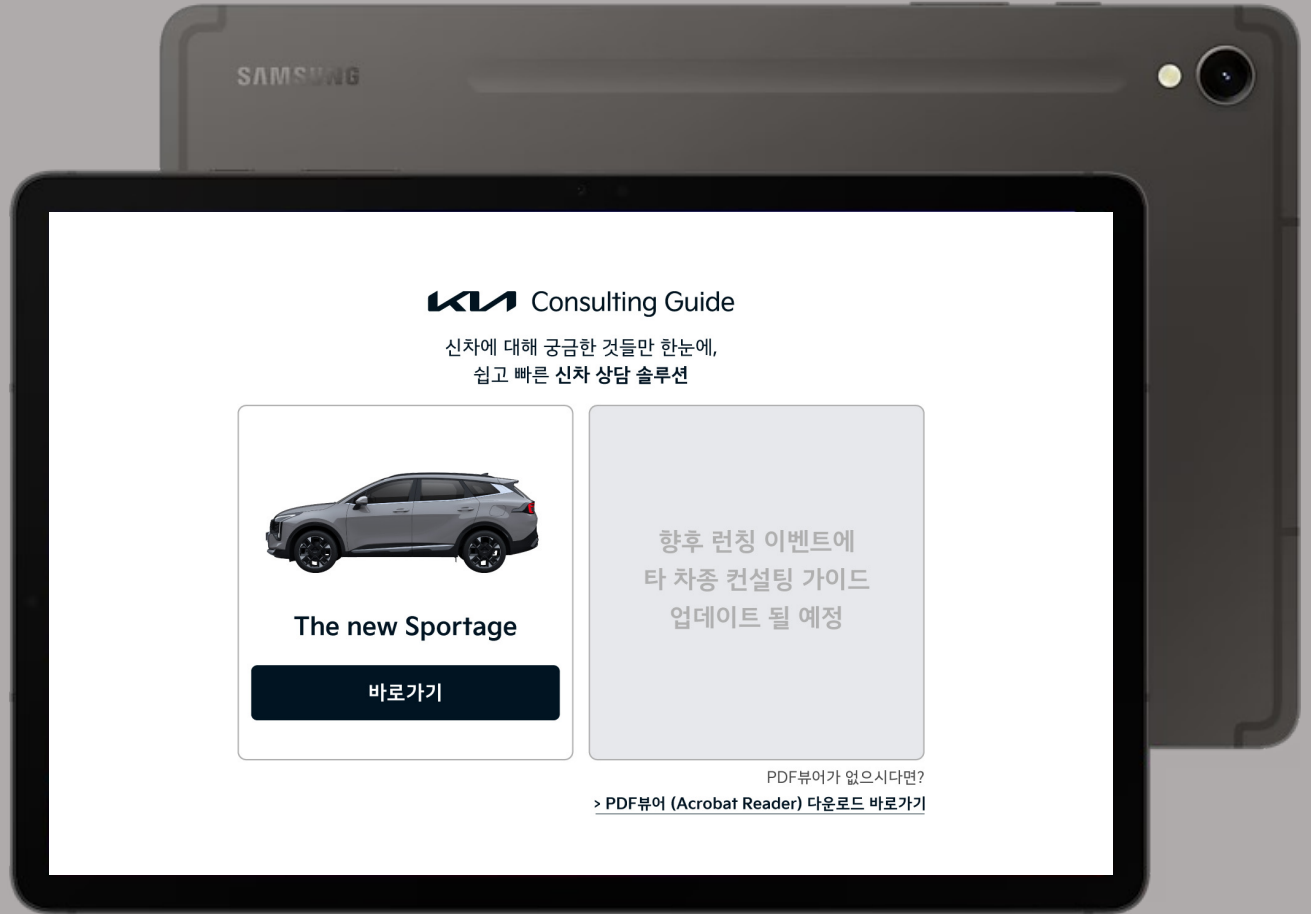 SAMSUNG
KIA Consulting Guide
신차에 대해 궁금한 것들만 한눈에,
쉽고 빠른 신차 상담 솔루션
The new Sportage
바로가기
향후 런칭 이벤트에
타 차종 컨설팅 가이드
업데이트 될 예정
PDF뷰어가 없으시다면?
> PDF뷰어 (Acrobat Reader) 다운로드 바로가기